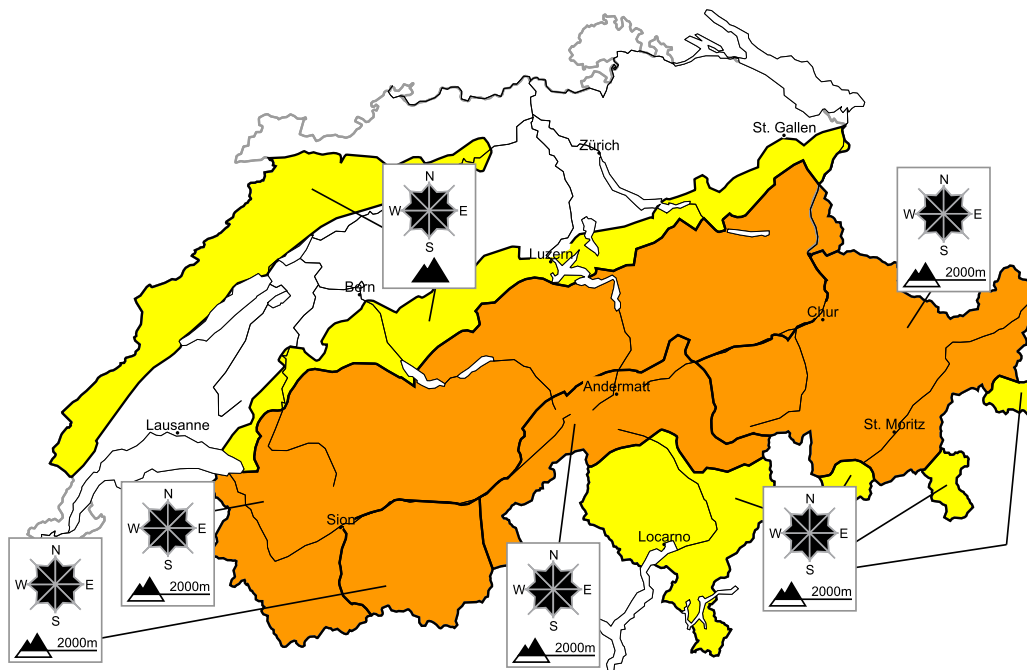 St. Gallen
Zürich
N
W E
S
N
W E
S
2000m
Luzern
Bern
Chur
Andermatt
Lausanne
St. Moritz
N
W E
S
2000m
N
W E
S
2000m
Sion
Locarno
N
W E
S
2000m
N
W E
S
2000m